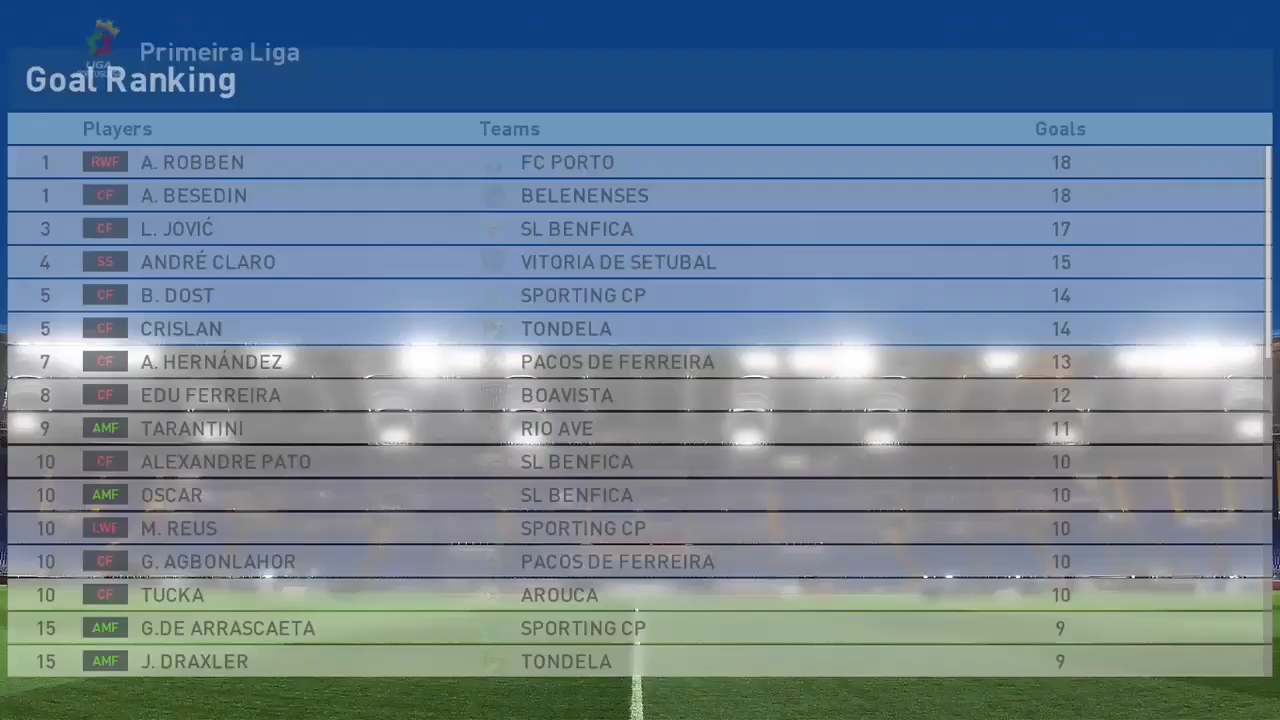 Primeira Liga
LIGA
Goal Ranking
Players Teams Goals
1 RWF A. ROBBEN FC PORTO 18
1 CF A. BESEDIN BELENENSES 18
3 CF L. JOVIĆ SL BENFICA 17
4 SS ANDRÉ CLARO VITORIA DE SETUBAL 15
5 CF B. DOST SPORTING CP 14
5 CF CRISLAN TONDELA 14
7 CF A. HERNÁNDEZ PACOS DE FERREIRA 13
8 CF EDU FERREIRA BOAVISTA 12
9 AMF TARANTINI RIO AVE 11
10 CF ALEXANDRE PATO SL BENFICA 10
10 AMF OSCAR SL BENFICA 10
10 LWF M. REUS SPORTING CP 10
10 CF G. AGBONLAHOR PACOS DE FERREIRA 10
10 CF TUCKA AROUCA 10
15 AMF G.DE ARRASCAETA SPORTING CP 9
15 AMF J. DRAXLER TONDELA 9